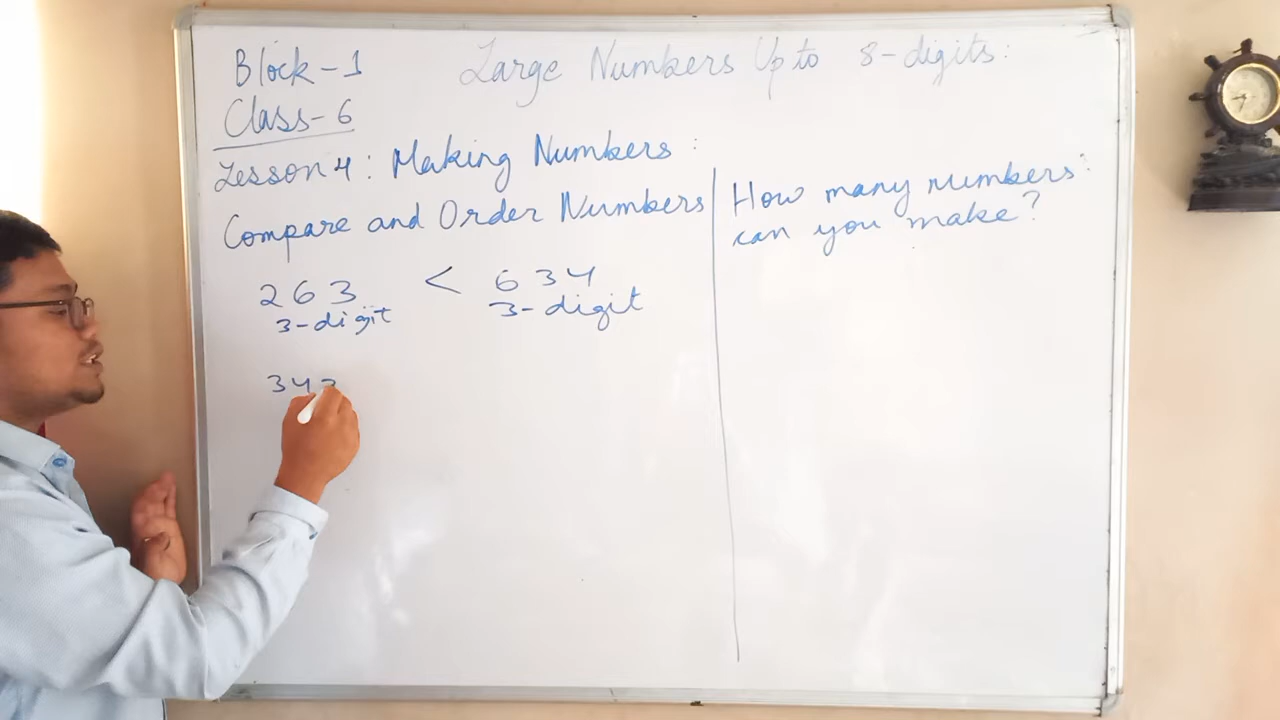 Block-1
Large Numbers Up to 8-digits:
Class-6
Lesson 4: Making Numbers:
Compare and Order Numbers
How many numbers:
can you make?
263 < 634
3-digit 3-digit
343